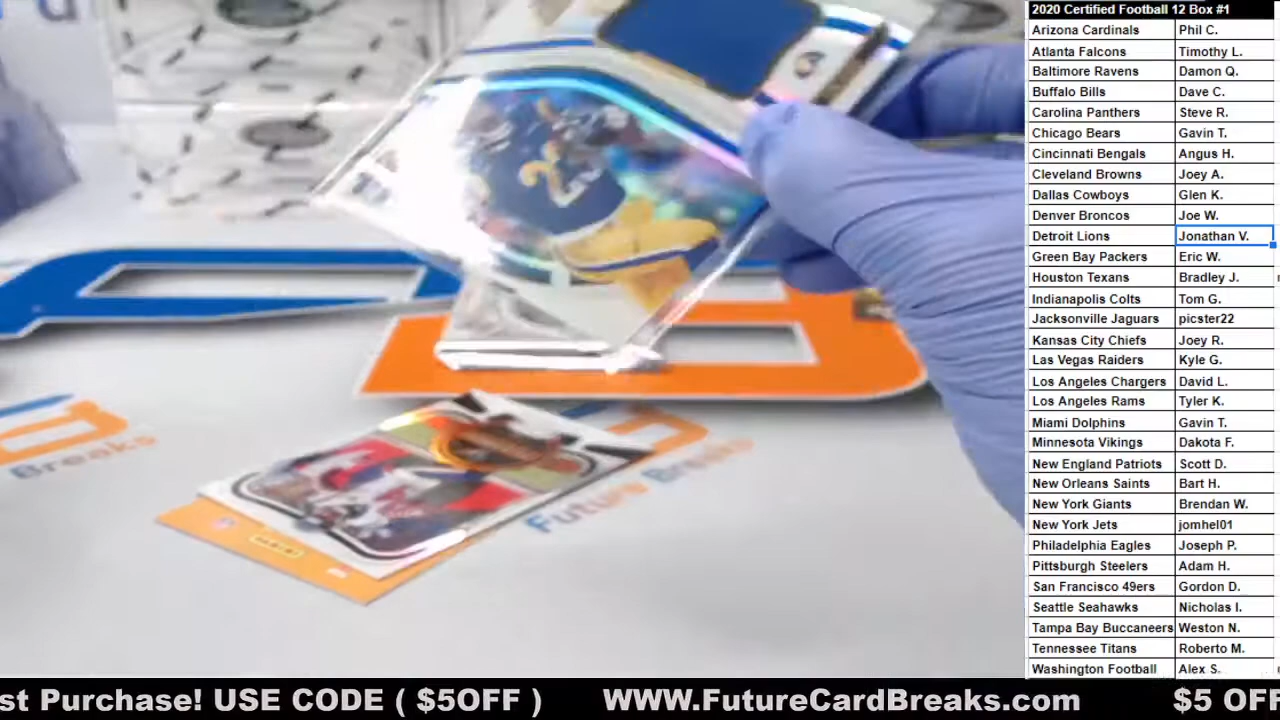 2020 Certified Football 12 Box #1
Arizona Cardinals Phil C.
Atlanta Falcons Timothy L.
Baltimore Ravens Damon Q.
Buffalo Bills Dave C.
Carolina Panthers Steve R.
Chicago Bears Gavin T.
Cincinnati Bengals Angus H.
Cleveland Browns Joey A.
Dallas Cowboys Glen K.
Denver Broncos Joe W.
Detroit Lions Jonathan V.
Green Bay Packers Eric W.
Houston Texans Bradley J.
Indianapolis Colts Tom G.
Jacksonville Jaguars picster22
Kansas City Chiefs Joey R.
Las Vegas Raiders Kyle G.
Los Angeles Chargers David L.
Los Angeles Rams Tyler K.
Miami Dolphins Gavin T.
Minnesota Vikings Dakota F.
New England Patriots Scott D.
New Orleans Saints Bart H.
New York Giants Brendan W.
New York Jets jomhel01
Philadelphia Eagles Joseph P.
Pittsburgh Steelers Adam H.
San Francisco 49ers Gordon D.
Seattle Seahawks Nicholas I.
Tampa Bay Buccaneers Weston N.
Tennessee Titans Roberto M.
Washington Football Alex S.
Breaks
Future Breaks
PANINI
st Purchase! USE CODE ( $5OFF ) WWW.FutureCardBreaks.com $5 OFF